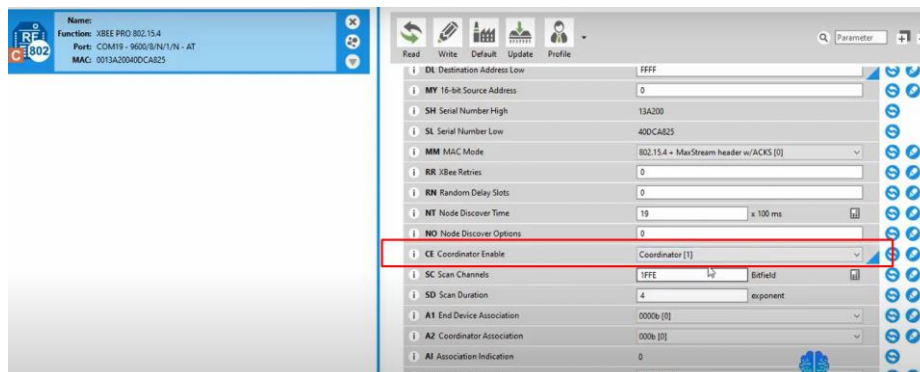 RF
C 802
Name:
Function: XBEE PRO 802.15.4
Port: COM19 - 9600/8/N/1/N - AT
MAC: 0013A20040DCA825
Read Write Default Update Profile
Parameter
DL Destination Address Low FFFF
i MY 16-bit Source Address 0
i SH Serial Number High 13A200
i SL Serial Number Low 40DCA825
i MM MAC Mode 802.15.4 + MaxStream header w/ACKS [0]
i RR XBee Retries 0
i RN Random Delay Slots 0
i NT Node Discover Time 19 x 100 ms
i NO Node Discover Options 0
i CE Coordinator Enable Coordinator [1]
i SC Scan Channels 1FFE Bitfield
i SD Scan Duration 4 exponent
i A1 End Device Association 0000b [0]
i A2 Coordinator Association 000b [0]
i AI Association Indication 0